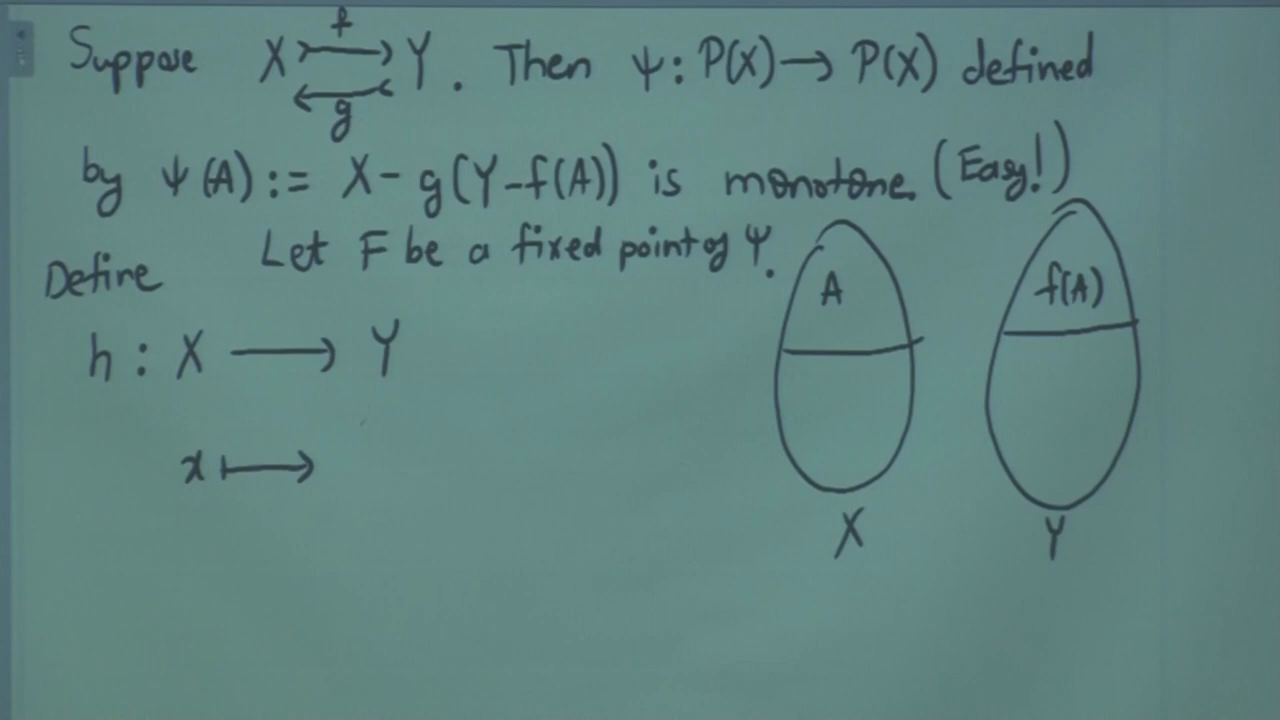 Suppose X ↣ Y . Then ψ : P(X) → P(X) defined
f
g
by ψ(A) := X - g(Y - f(A)) is monotone. (Easy!)
Let F be a fixed point of ψ.
Define
h : X ⟶ Y
x ⟼
A
f(A)
X
Y